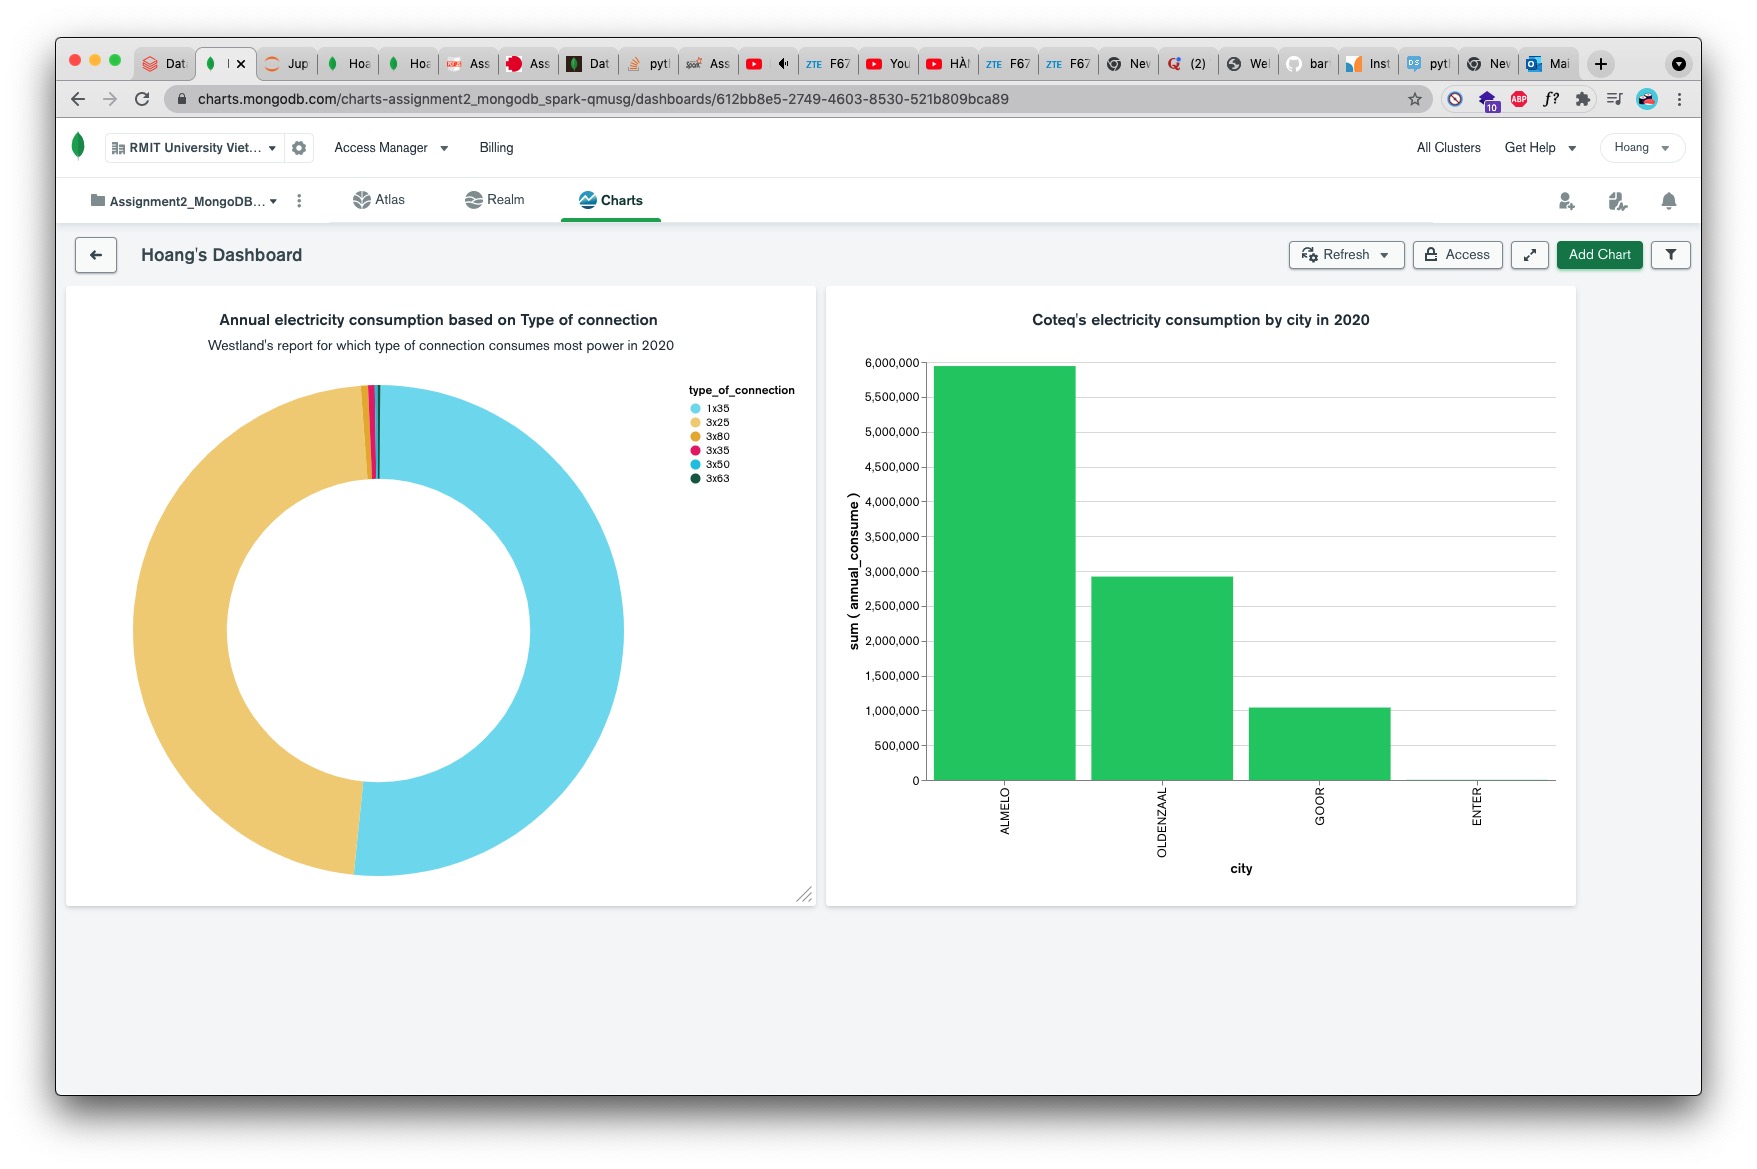 Dat
Jup
Hoa
Hoa
Ass
Ass
Dat
pyt
Ass
ZTE F67
You
HÀI
ZTE F67
ZTE F67
Nev
(2)
Wel
bar
Inst
DS pytl
Nev
Mai
charts.mongodb.com/charts-assignment2_mongodb_spark-qmusg/dashboards/612bb8e5-2749-4603-8530-521b809bca89
10
ABP
f?
RMIT University Viet...
Access Manager
Billing
All Clusters
Get Help
Hoang
Assignment2_MongoDB...
Atlas
Realm
Charts
Hoang's Dashboard
Refresh
Access
Add Chart
Annual electricity consumption based on Type of connection
Westland's report for which type of connection consumes most power in 2020
type_of_connection
1x35
3x25
3x80
3x35
3x50
3x63
Coteq's electricity consumption by city in 2020
6,000,000
5,500,000
5,000,000
4,500,000
4,000,000
3,500,000
3,000,000
2,500,000
2,000,000
1,500,000
1,000,000
500,000
0
sum ( annual_consume )
ALMELO
OLDENZAAL
GOOR
ENTER
city